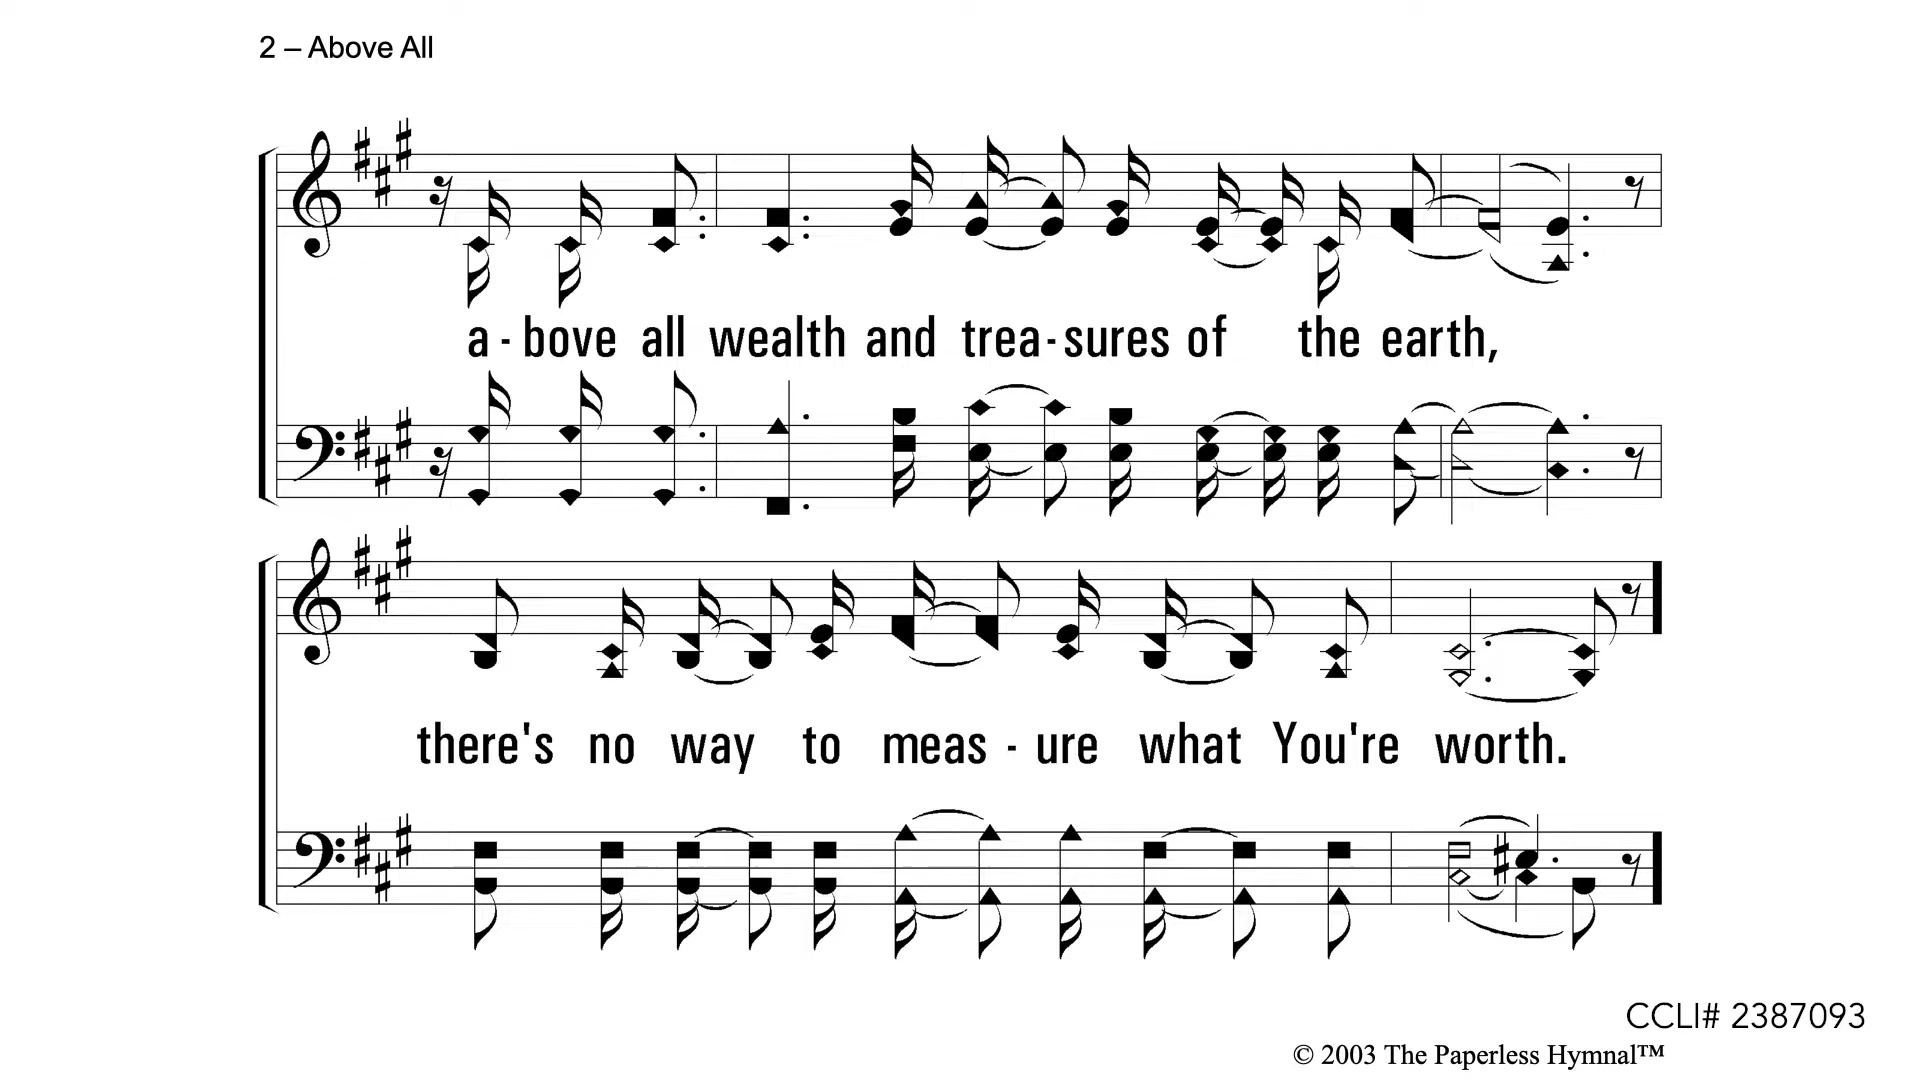 2 – Above All
a - bove all wealth and trea - sures of the earth,
there's no way to meas - ure what You're worth.
CCLI# 2387093
© 2003 The Paperless Hymnal™